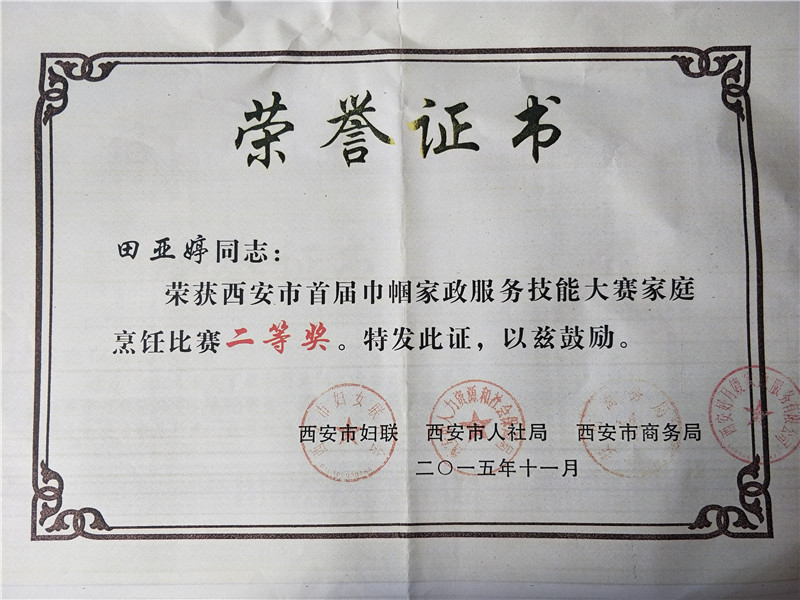 荣誉证书
田亚婷同志：
荣获西安市首届巾帼家政服务技能大赛家庭
烹饪比赛二等奖。特发此证，以兹鼓励。
西安市妇联 西安市人社局 西安市商务局
二〇一五年十一月